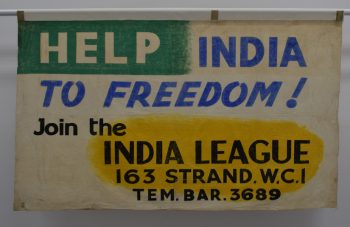 HELP INDIA
TO FREEDOM!
Join the
INDIA LEAGUE
163 STRAND, W.C.1
TEM. BAR. 3689